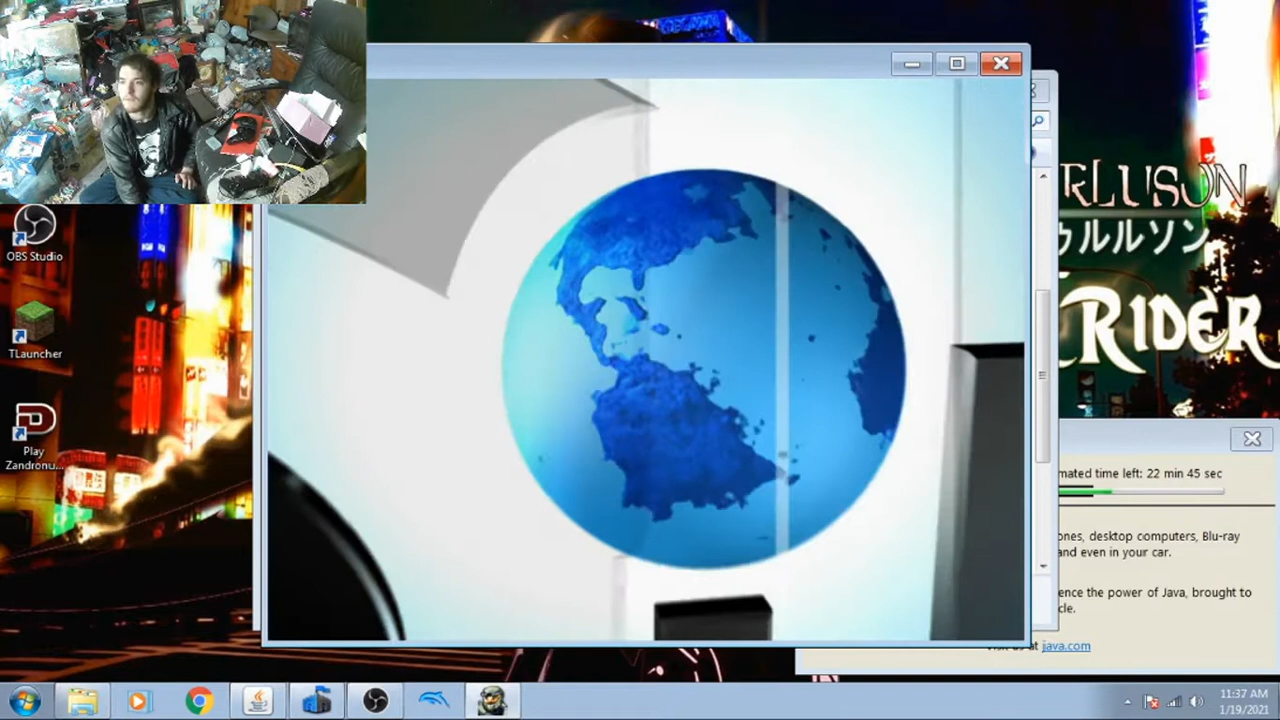 RLUSON
ゥルルソン
RIDER
OBS Studio
TLauncher
Play
Zandronu...
mated time left: 22 min 45 sec
ones, desktop computers, Blu-ray
and even in your car.
ence the power of Java, brought to
cle.
at java.com
11:37 AM
1/19/2021